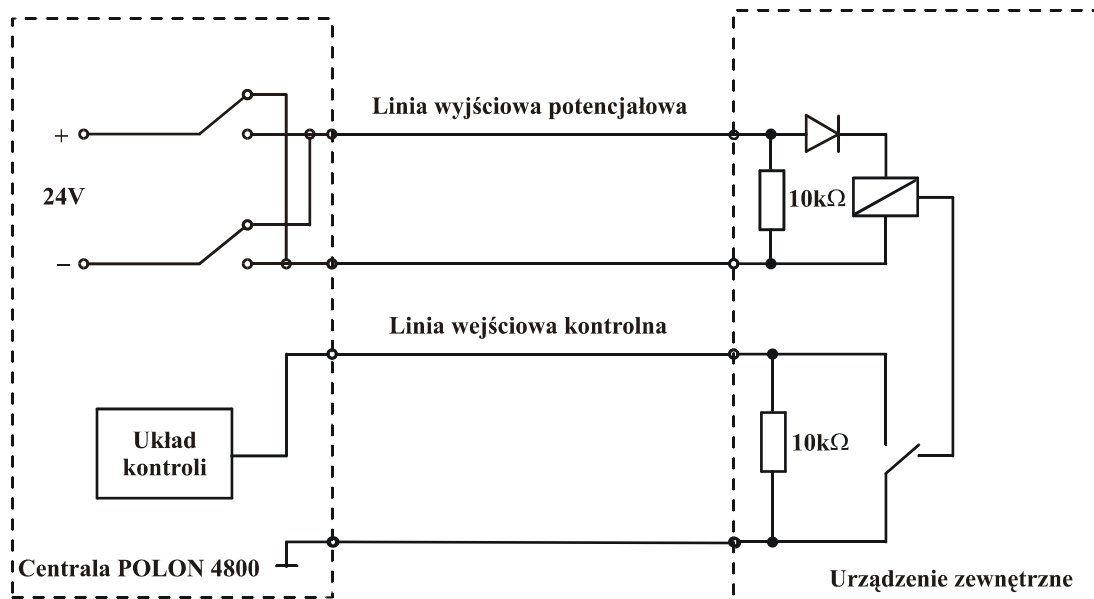 Linia wyjściowa potencjałowa
+
24V
10kΩ
−
Linia wejściowa kontrolna
Układ
kontroli
10kΩ
Centrala POLON 4800
Urządzenie zewnętrzne